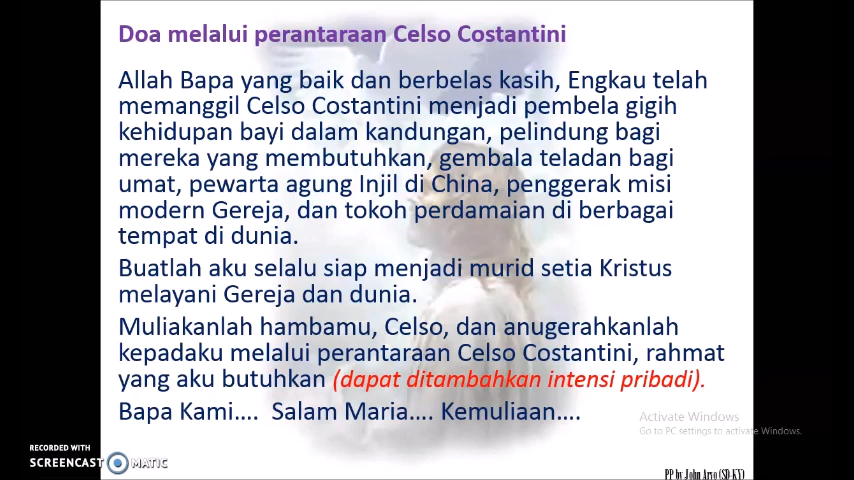 Doa melalui perantaraan Celso Costantini
Allah Bapa yang baik dan berbelas kasih, Engkau telah
memanggil Celso Costantini menjadi pembela gigih
kehidupan bayi dalam kandungan, pelindung bagi
mereka yang membutuhkan, gembala teladan bagi
umat, pewarta agung Injil di China, penggerak misi
modern Gereja, dan tokoh perdamaian di berbagai
tempat di dunia.
Buatlah aku selalu siap menjadi murid setia Kristus
melayani Gereja dan dunia.
Muliakanlah hambamu, Celso, dan anugerahkanlah
kepadaku melalui perantaraan Celso Costantini, rahmat
yang aku butuhkan (dapat ditambahkan intensi pribadi).
Bapa Kami.... Salam Maria.... Kemuliaan....
Activate Windows
Go to PC settings to activate Windows.
RECORDED WITH
SCREENCAST MATIC
PP by John Aryo (SD-KY)